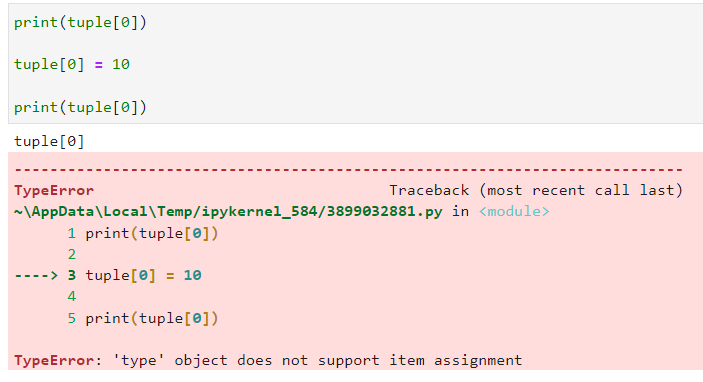 print(tuple[0])
tuple[0] = 10
print(tuple[0])
tuple[0]
---------------------------------------------------------------------------
TypeError                                 Traceback (most recent call last)
~\AppData\Local\Temp/ipykernel_584/3899032881.py in <module>
      1 print(tuple[0])
      2
----> 3 tuple[0] = 10
      4
      5 print(tuple[0])
TypeError: 'type' object does not support item assignment